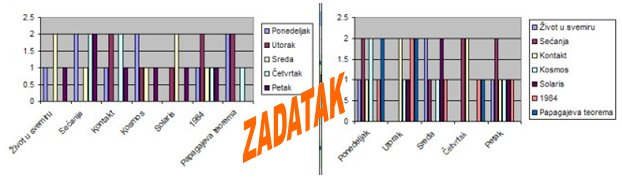 2.5
2
1.5
1
0.5
0
Život u svemiru
Sećanja
Kontakt
Kosmos
Solaris
1984
Papagajeva teorema
Ponedeljak
Utorak
Sreda
Četvrtak
Petak
ZADATAK
2.5
2
1.5
1
0.5
0
Ponedeljak
Utorak
Sreda
Četvrtak
Petak
Život u svemiru
Sećanja
Kontakt
Kosmos
Solaris
1984
Papagajeva teorema